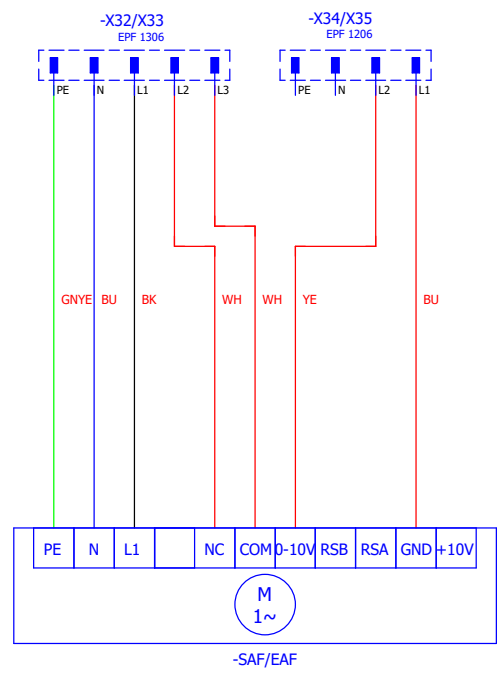 -X32/X33
EPF 1306
-X34/X35
EPF 1206
PE N L1 L2 L3
PE N L2 L1
GNYE BU BK WH WH YE BU
PE N L1 NC COM 0-10V RSB RSA GND +10V
M
1~
-SAF/EAF